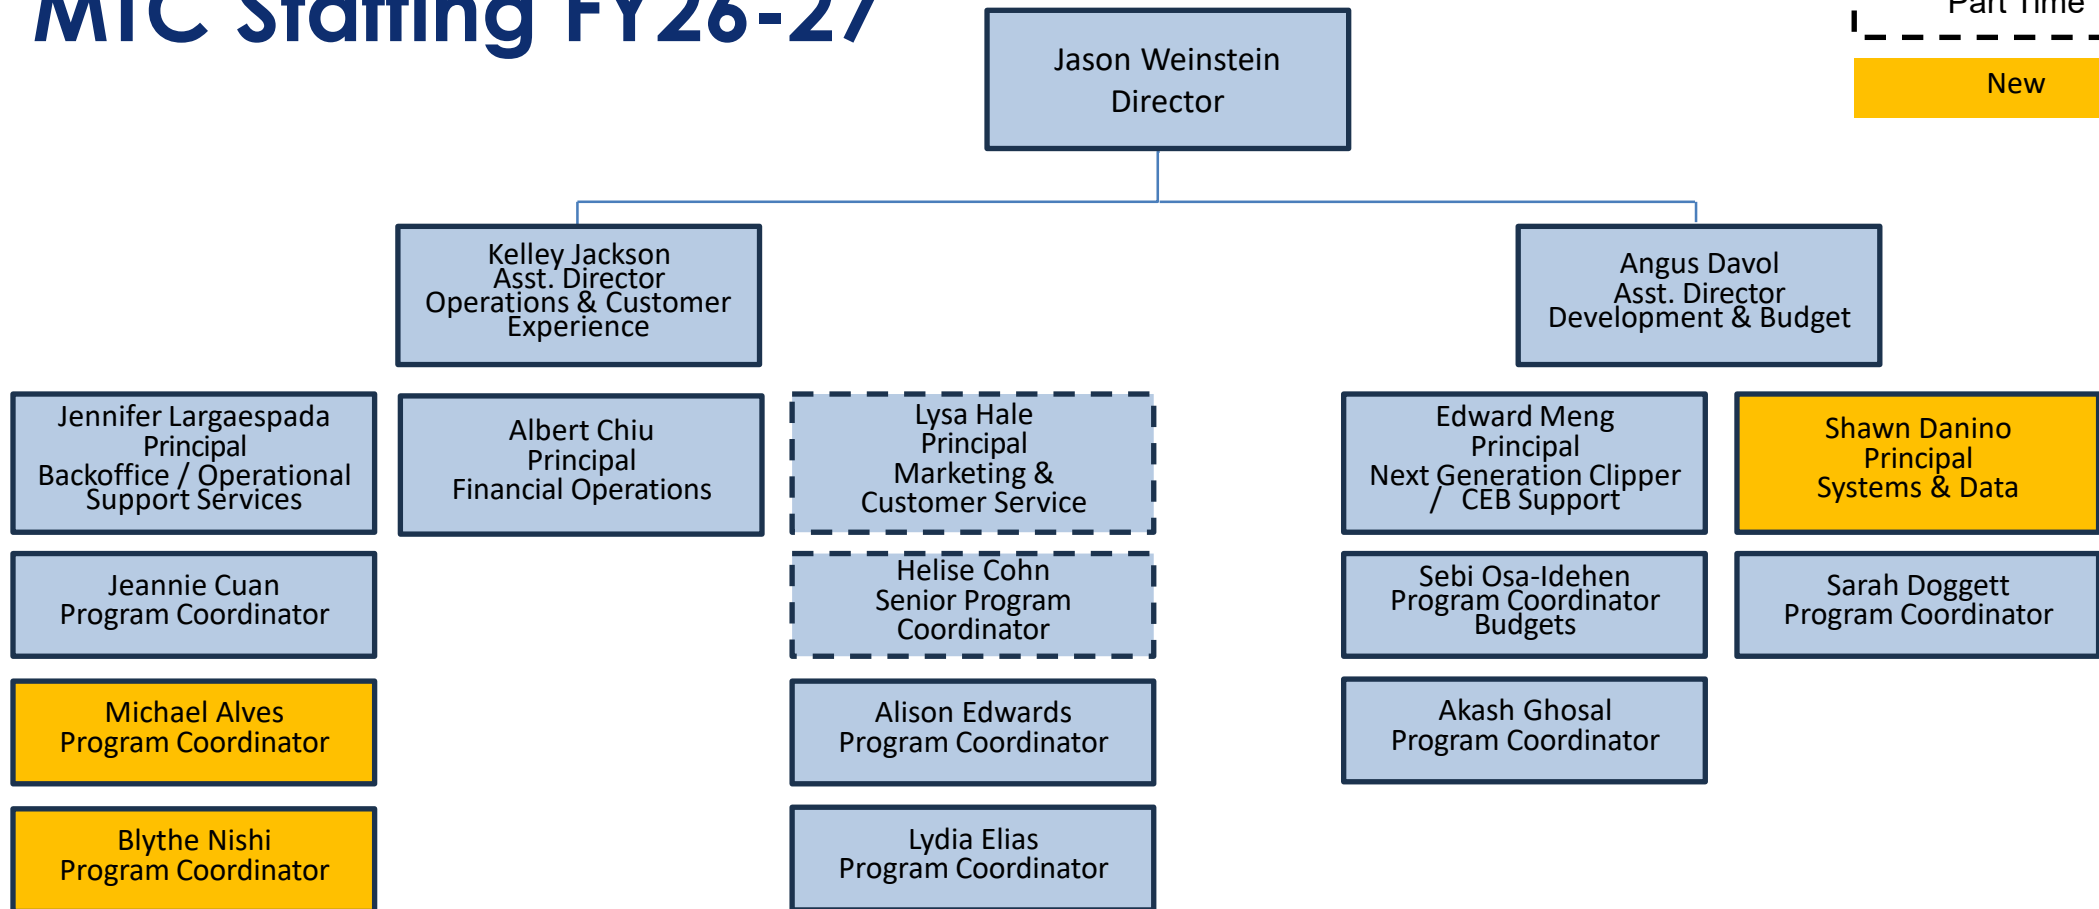 MTC Staffing FY26-27
Part Time
New
Jason Weinstein
Director
Kelley Jackson
Asst. Director
Operations & Customer
Experience
Angus Davol
Asst. Director
Development & Budget
Jennifer Largaespada
Principal
Backoffice / Operational
Support Services
Albert Chiu
Principal
Financial Operations
Lysa Hale
Principal
Marketing &
Customer Service
Edward Meng
Principal
Next Generation Clipper
/ CEB Support
Shawn Danino
Principal
Systems & Data
Jeannie Cuan
Program Coordinator
Helise Cohn
Senior Program
Coordinator
Sebi Osa-Idehen
Program Coordinator
Budgets
Sarah Doggett
Program Coordinator
Michael Alves
Program Coordinator
Alison Edwards
Program Coordinator
Akash Ghosal
Program Coordinator
Blythe Nishi
Program Coordinator
Lydia Elias
Program Coordinator